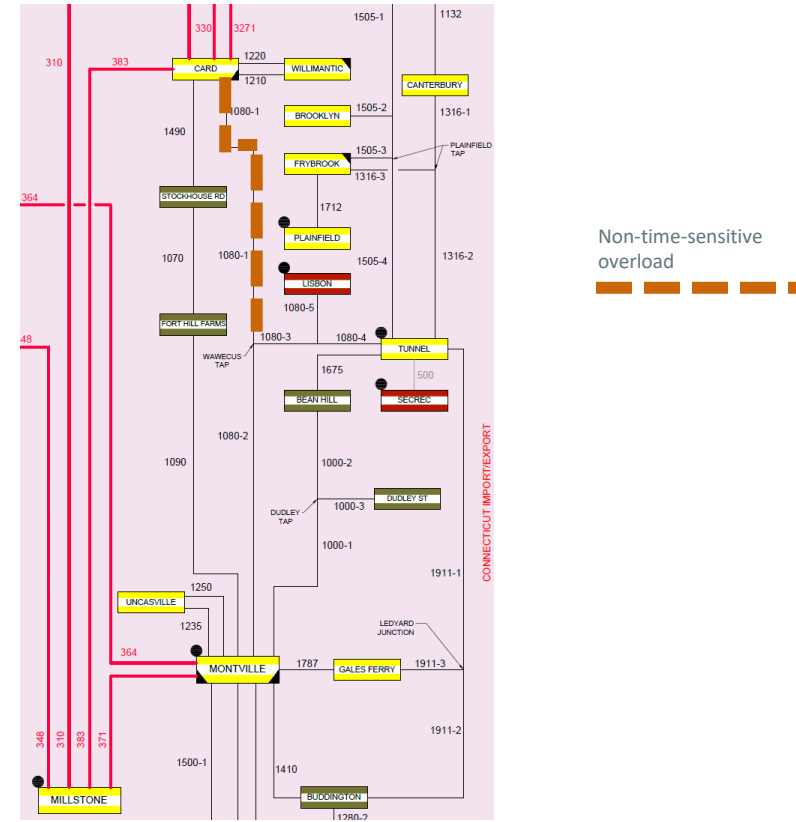 1505-1
1132
330
3271
310
383
CARD
1220
WILLIMANTIC
1210
CANTERBURY
1080-1
1505-2
1316-1
BROOKLYN
1490
1505-3
PLAINFIELD
TAP
FRYBROOK
1316-3
364
STOCKHOUSE RD
1712
PLAINFIELD
Non-time-sensitive
overload
1070
1080-1
1505-4
1316-2
LISBON
1080-5
FORT HILL FARMS
48
1080-3
1080-4
WAWECUS
TAP
TUNNEL
1675
500
BEAN HILL
SECREC
1080-2
1090
1000-2
CONNECTICUT IMPORT/EXPORT
DUDLEY ST
1000-3
DUDLEY
TAP
1000-1
1911-1
1250
UNCASVILLE
1235
LEDYARD
JUNCTION
364
MONTVILLE
1787
GALES FERRY
1911-3
348
310
383
371
1911-2
1500-1
1410
MILLSTONE
BUDDINGTON
1280-2